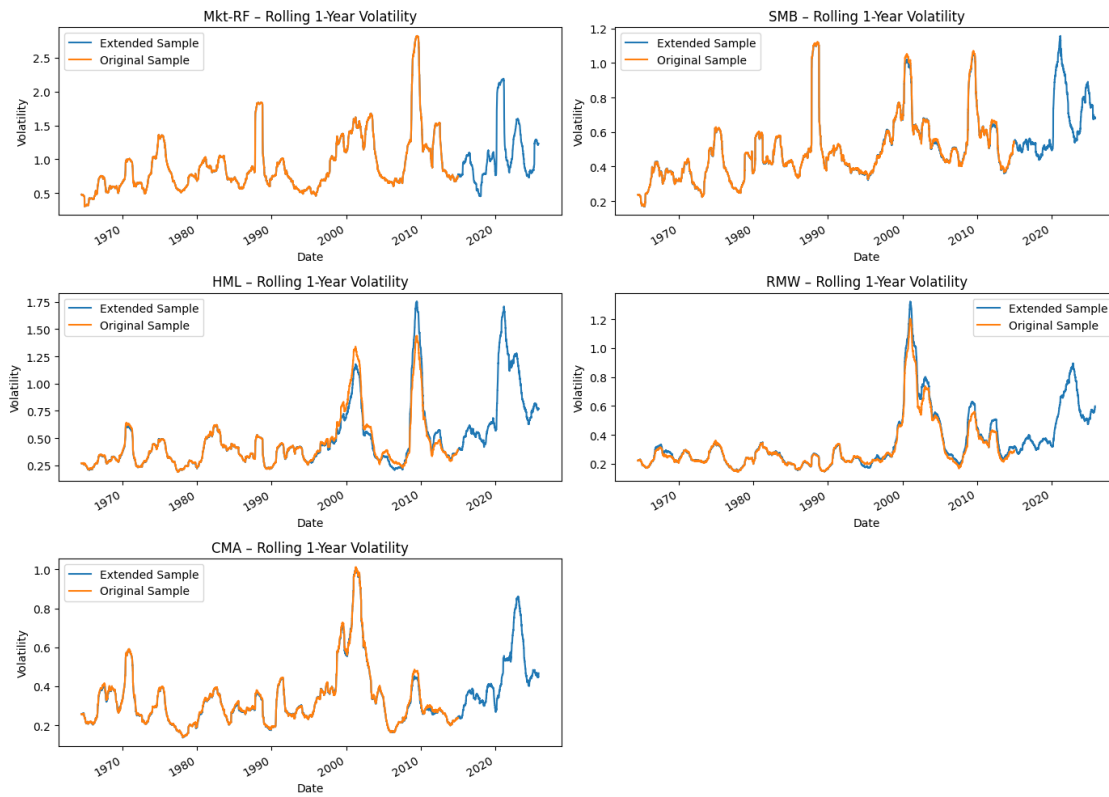 Mkt-RF – Rolling 1-Year Volatility
Extended Sample
Original Sample
Volatility
2.5
2.0
1.5
1.0
0.5
1970
1980
1990
2000
2010
2020
Date
SMB – Rolling 1-Year Volatility
Extended Sample
Original Sample
Volatility
1.2
1.0
0.8
0.6
0.4
0.2
1970
1980
1990
2000
2010
2020
Date
HML – Rolling 1-Year Volatility
Extended Sample
Original Sample
Volatility
1.75
1.50
1.25
1.00
0.75
0.50
0.25
1970
1980
1990
2000
2010
2020
Date
RMW – Rolling 1-Year Volatility
Extended Sample
Original Sample
Volatility
1.2
1.0
0.8
0.6
0.4
0.2
1970
1980
1990
2000
2010
2020
Date
CMA – Rolling 1-Year Volatility
Extended Sample
Original Sample
Volatility
1.0
0.8
0.6
0.4
0.2
1970
1980
1990
2000
2010
2020
Date